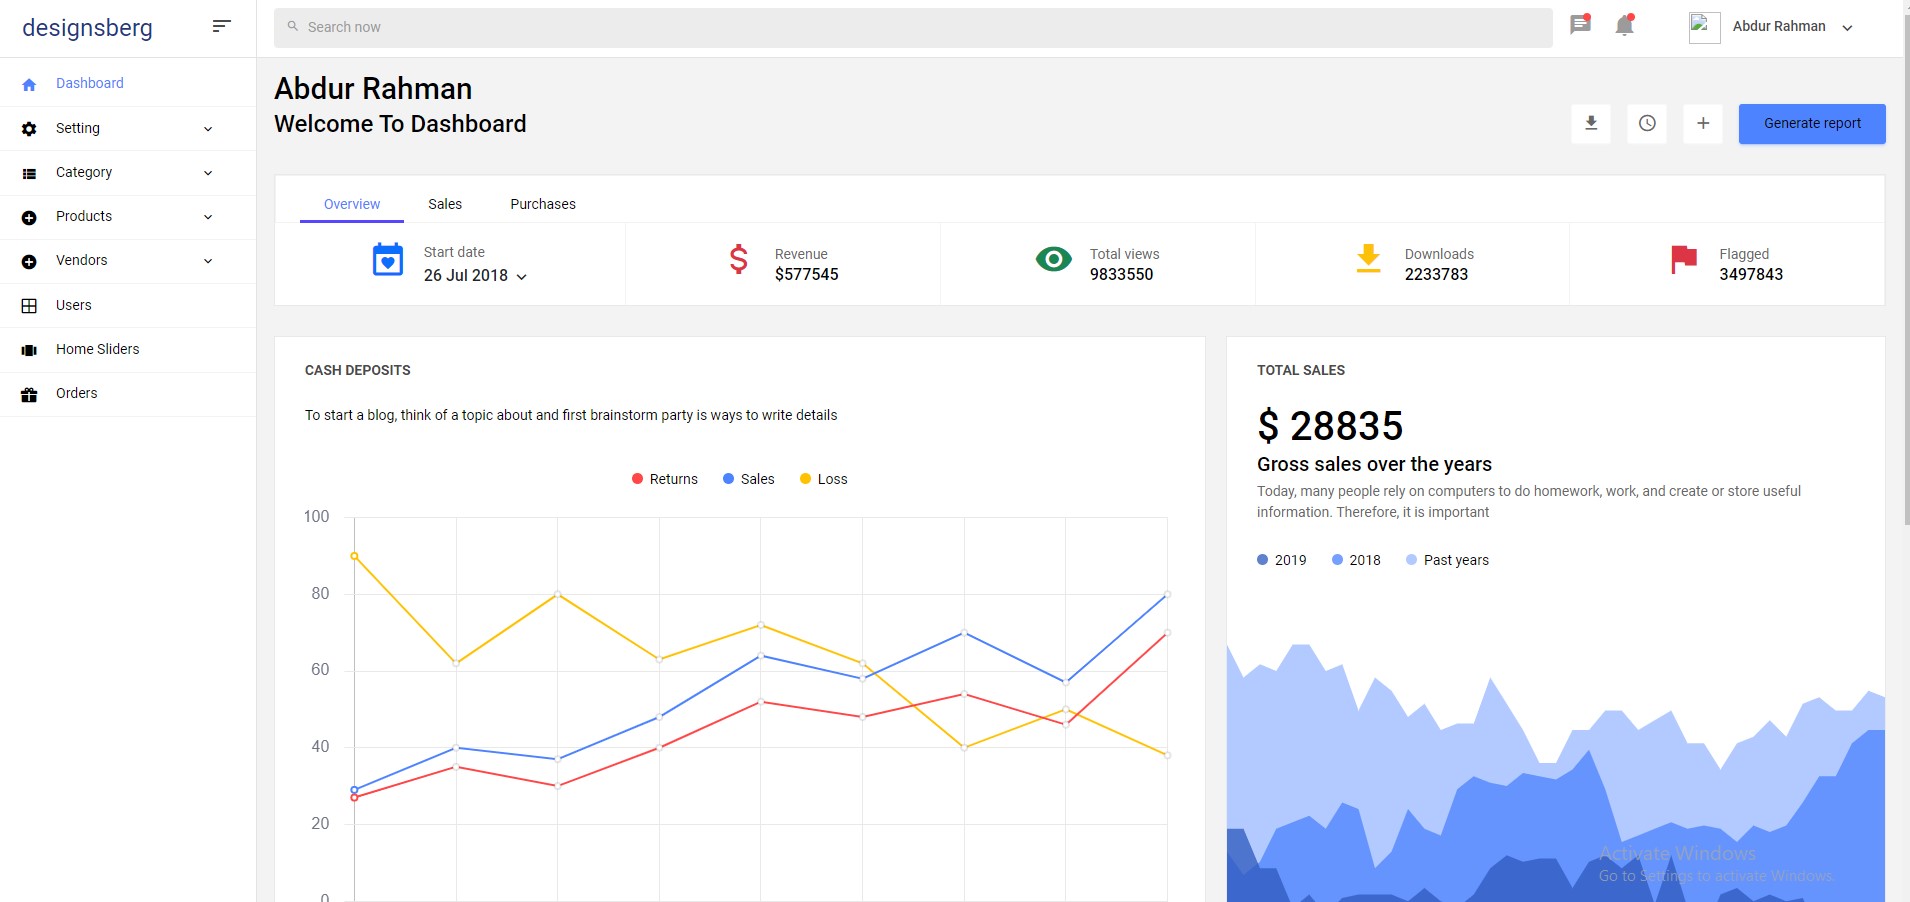 designsberg
Search now
Abdur Rahman
Dashboard
Setting
Category
Products
Vendors
Users
Home Sliders
Orders
Abdur Rahman
Welcome To Dashboard
Generate report
Overview Sales Purchases
Start date
26 Jul 2018
Revenue
$577545
Total views
9833550
Downloads
2233783
Flagged
3497843
CASH DEPOSITS
To start a blog, think of a topic about and first brainstorm party is ways to write details
Returns Sales Loss
100
80
60
40
20
0
TOTAL SALES
$ 28835
Gross sales over the years
Today, many people rely on computers to do homework, work, and create or store useful
information. Therefore, it is important
2019 2018 Past years
Activate Windows
Go to Settings to activate Windows.